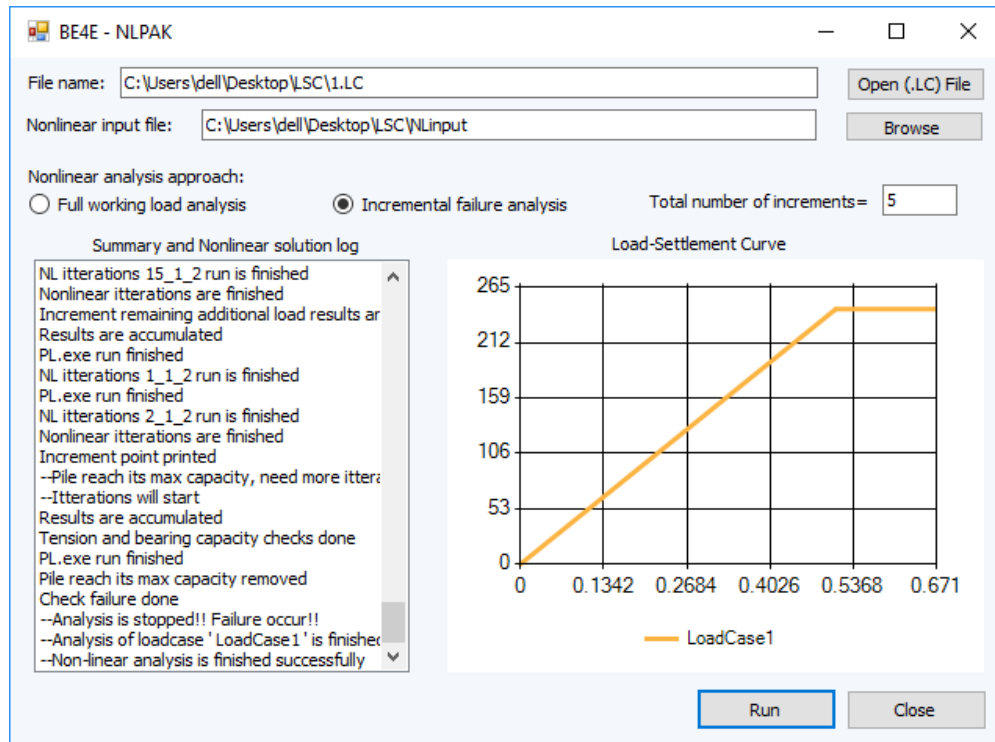 BE4E - NLPAK
File name: C:\Users\dell\Desktop\LSC\1.LC Open (.LC) File
Nonlinear input file: C:\Users\dell\Desktop\LSC\NLinput Browse
Nonlinear analysis approach:
Full working load analysis Incremental failure analysis Total number of increments= 5
Summary and Nonlinear solution log
NL itterations 15_1_2 run is finished
Nonlinear itterations are finished
Increment remaining additional load results ar
Results are accumulated
PL.exe run finished
NL itterations 1_1_2 run is finished
PL.exe run finished
NL itterations 2_1_2 run is finished
Nonlinear itterations are finished
Increment point printed
--Pile reach its max capacity, need more ittera
--Itterations will start
Results are accumulated
Tension and bearing capacity checks done
PL.exe run finished
Pile reach its max capacity removed
Check failure done
--Analysis is stopped!! Failure occur!!
--Analysis of loadcase ' LoadCase1 ' is finished
--Non-linear analysis is finished successfully
Load-Settlement Curve
265
212
159
106
53
0
0 0.1342 0.2684 0.4026 0.5368 0.671
LoadCase1
Run Close